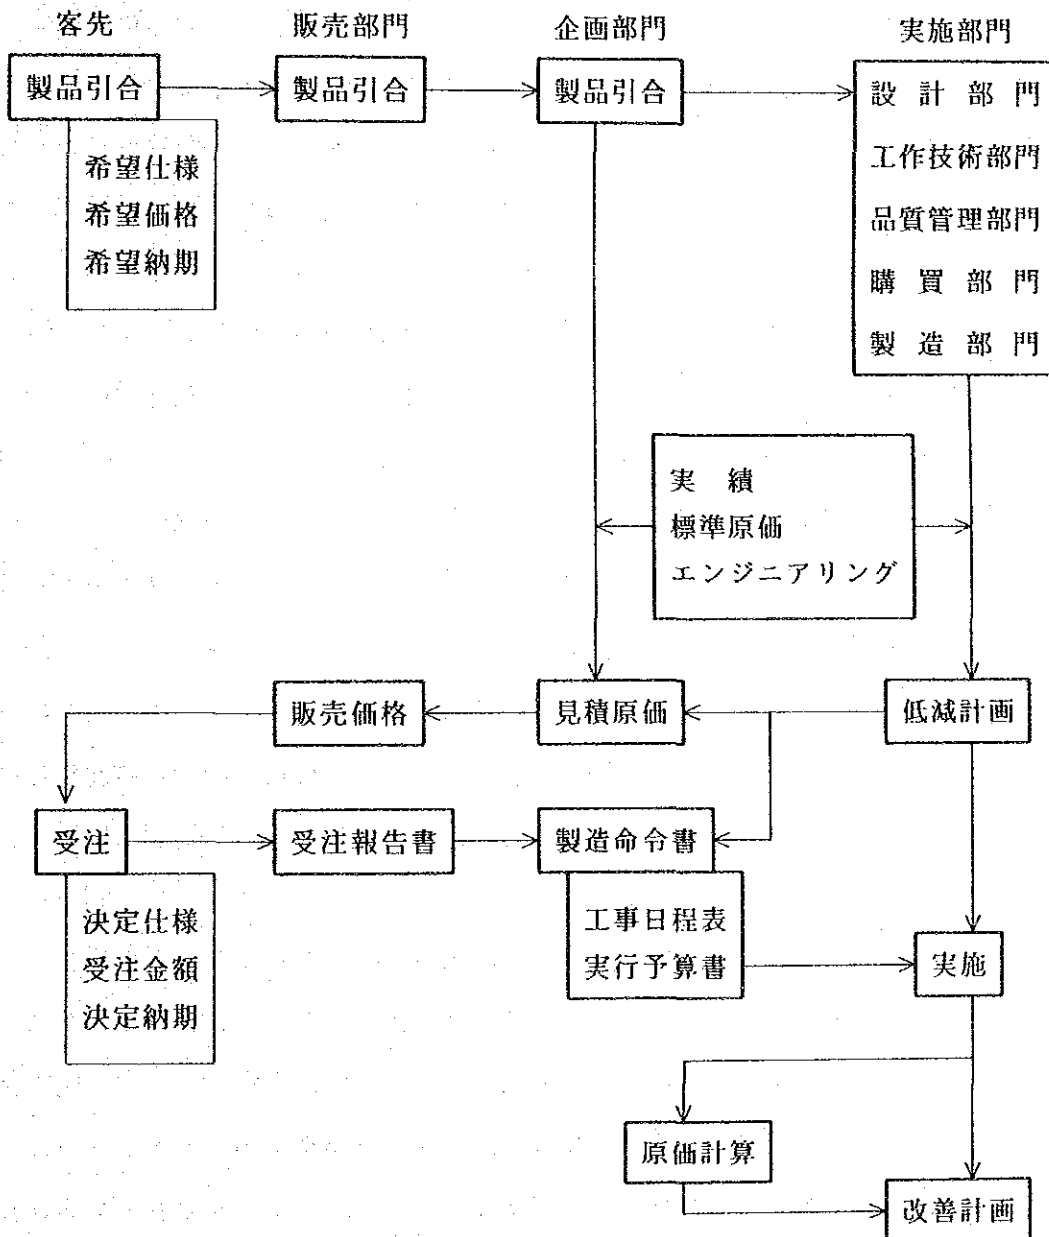 客先
販売部門
企画部門
実施部門
製品引合
製品引合
製品引合
設計部門
工作技術部門
品質管理部門
購買部門
製造部門
希望仕様
希望価格
希望納期
実績
標準原価
エンジニアリング
販売価格
見積原価
低減計画
受注
受注報告書
製造命令書
決定仕様
受注金額
決定納期
工事日程表
実行予算書
実施
原価計算
改善計画